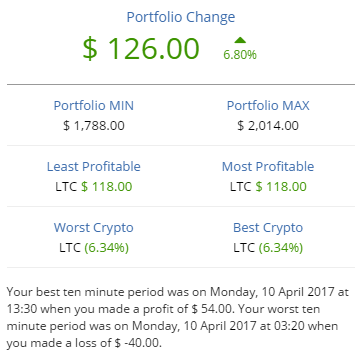 Portfolio Change
$ 126.00
6.80%
Portfolio MIN
Portfolio MAX
$ 1,788.00
$ 2,014.00
Least Profitable
Most Profitable
LTC $ 118.00
LTC $ 118.00
Worst Crypto
Best Crypto
LTC (6.34%)
LTC (6.34%)
Your best ten minute period was on Monday, 10 April 2017 at
13:30 when you made a profit of $ 54.00. Your worst ten
minute period was on Monday, 10 April 2017 at 03:20 when
you made a loss of $ -40.00.